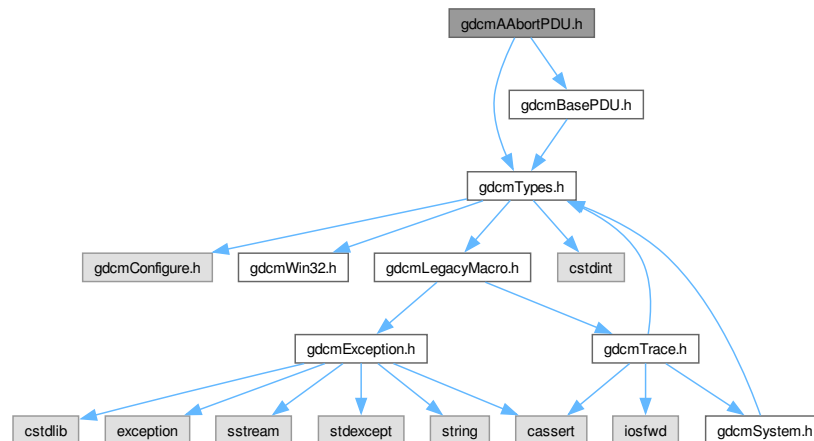 gdcmAAbortPDU.h
gdcmBasePDU.h
gdcmTypes.h
gdcmConfigure.h
gdcmWin32.h
gdcmLegacyMacro.h
cstdint
gdcmException.h
gdcmTrace.h
cstdlib
exception
sstream
stdexcept
string
cassert
iosfwd
gdcmSystem.h